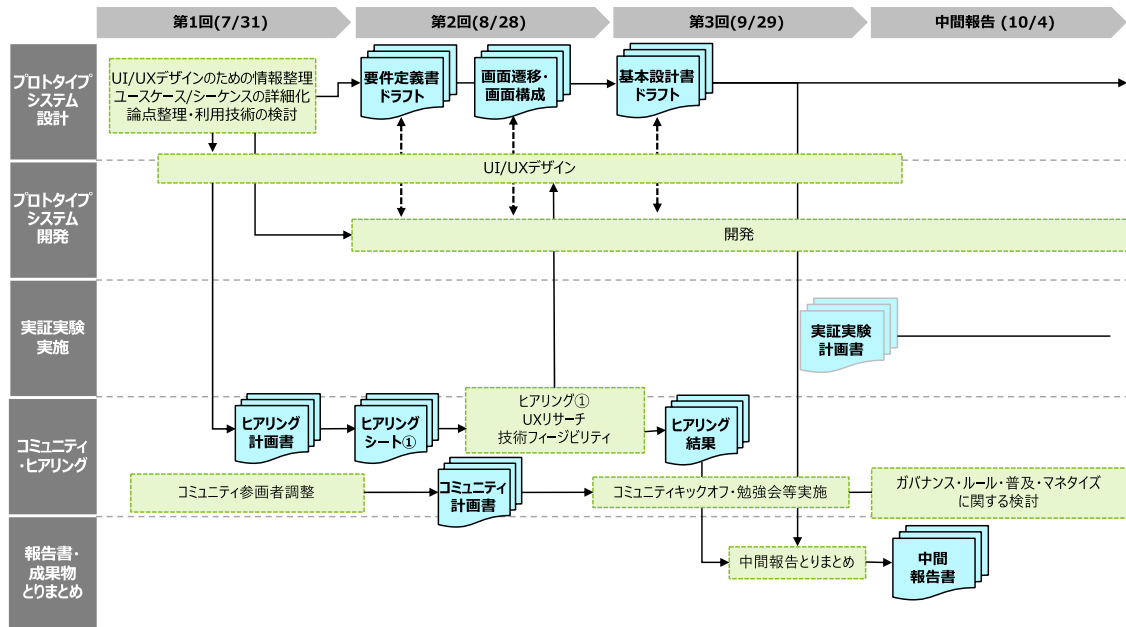 第1回(7/31)
第2回(8/28)
第3回(9/29)
中間報告 (10/4)
プロトタイプ
システム
設計
UI/UXデザインのための情報整理
ユースケース/シーケンスの詳細化
論点整理・利用技術の検討
要件定義書
ドラフト
画面遷移・
画面構成
基本設計書
ドラフト
UI/UXデザイン
プロトタイプ
システム
開発
開発
実証実験
実施
実証実験
計画書
コミュニティ
・ヒアリング
ヒアリング
計画書
ヒアリング
シート①
ヒアリング①
UXリサーチ
技術フィージビリティ
ヒアリング
結果
コミュニティ参画者調整
コミュニティ
計画書
コミュニティキックオフ・勉強会等実施
ガバナンス・ルール・普及・マネタイズ
に関する検討
報告書・
成果物
とりまとめ
中間報告とりまとめ
中間
報告書